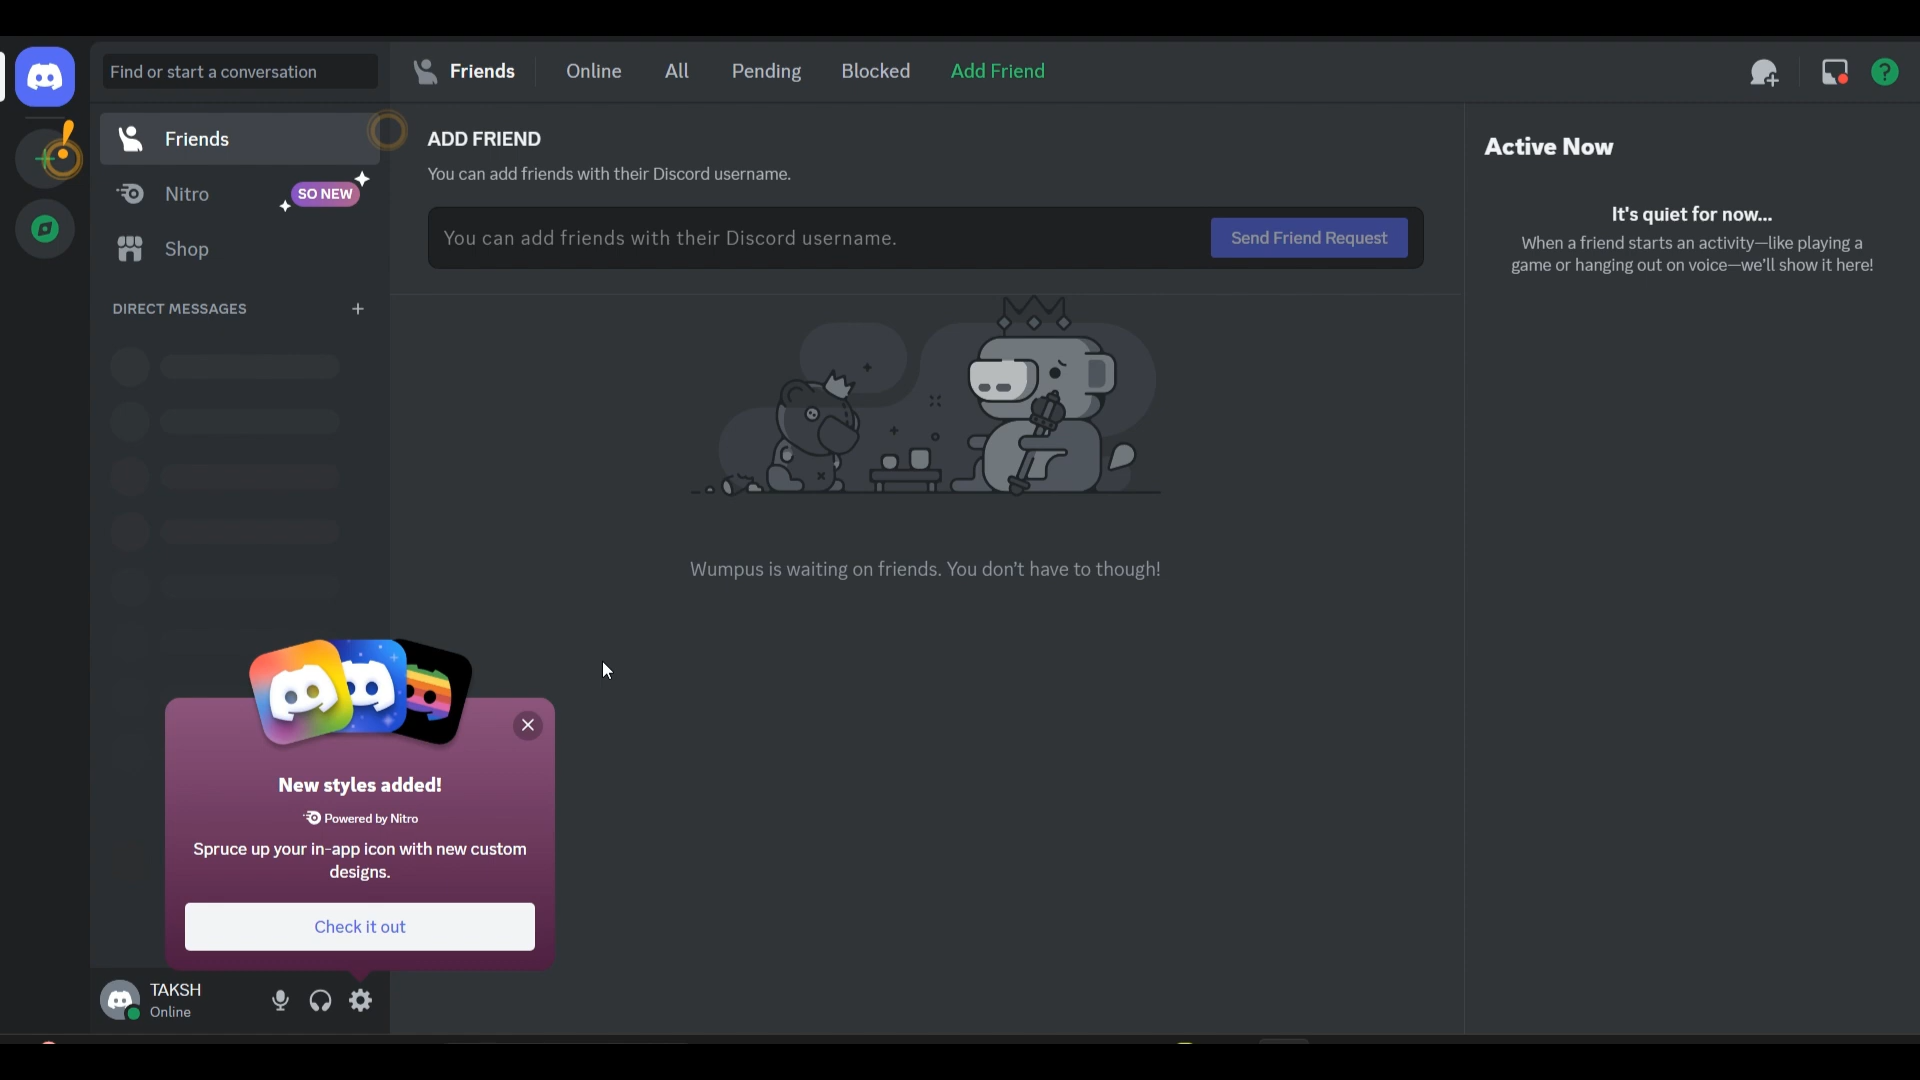 Find or start a conversation
Friends
Online
All
Pending
Blocked
Add Friend
?
Friends
Nitro
SO NEW
Shop
DIRECT MESSAGES
ADD FRIEND
You can add friends with their Discord username.
You can add friends with their Discord username.
Send Friend Request
Wumpus is waiting on friends. You don't have to though!
Active Now
It's quiet for now...
When a friend starts an activity—like playing a
game or hanging out on voice—we'll show it here!
New styles added!
Powered by Nitro
Spruce up your in-app icon with new custom
designs.
Check it out
TAKSH
Online